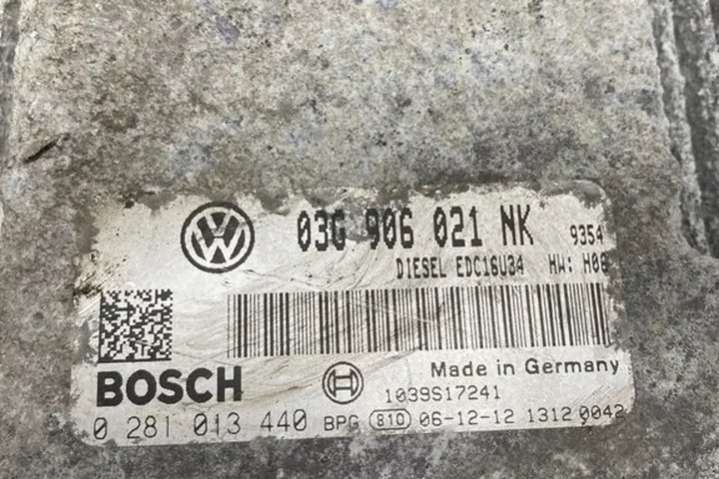 03G 906 021 NK 9354
DIESEL EDC16U34 HW: H08
Made in Germany
BOSCH
1039S17241
0 281 013 440 BPG 810 06-12-12 1312 0042